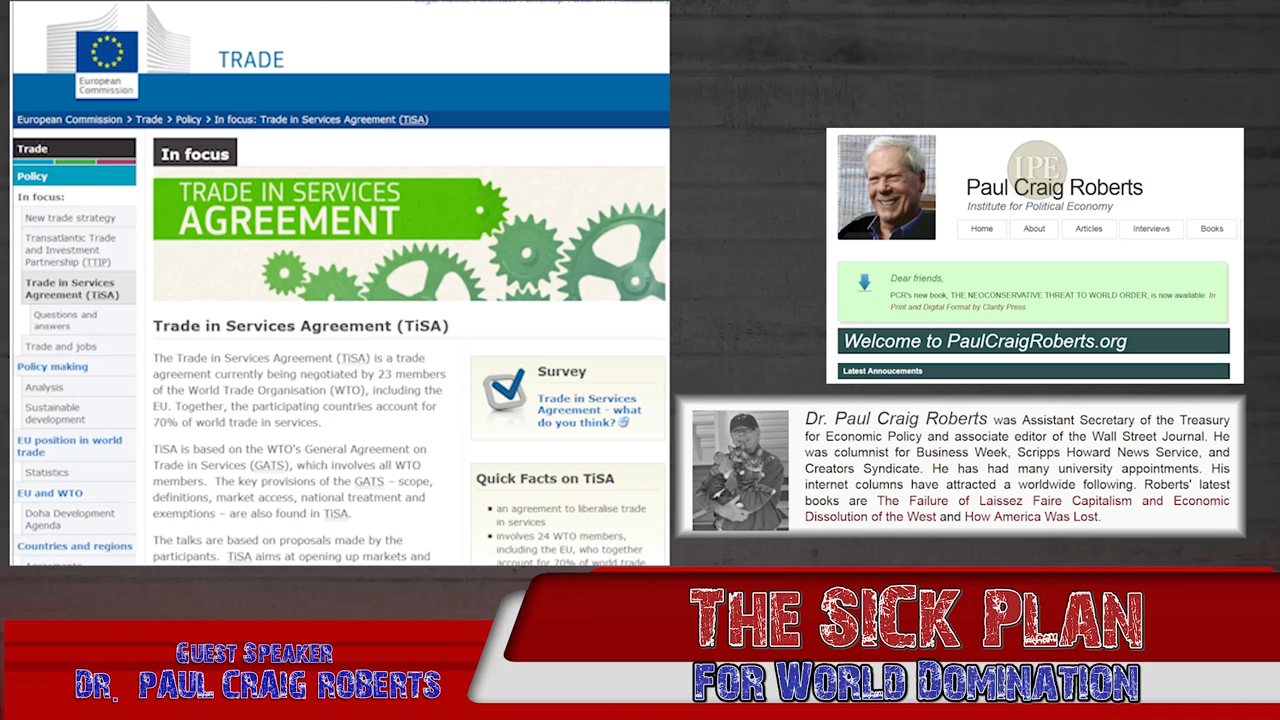 European
Commission
TRADE
European Commission > Trade > Policy > In focus: Trade in Services Agreement (TiSA)
Trade
Policy
In focus:
New trade strategy
Transatlantic Trade
and Investment
Partnership (TTIP)
Trade in Services
Agreement (TiSA)
Questions and
answers
Trade and jobs
Policy making
Analysis
Sustainable
development
EU position in world
trade
Statistics
EU and WTO
Doha Development
Agenda
Countries and regions
In focus
TRADE IN SERVICES
AGREEMENT
Trade in Services Agreement (TiSA)
The Trade in Services Agreement (TiSA) is a trade
agreement currently being negotiated by 23 members
of the World Trade Organisation (WTO), including the
EU. Together, the participating countries account for
70% of world trade in services.
TiSA is based on the WTO's General Agreement on
Trade in Services (GATS), which involves all WTO
members. The key provisions of the GATS – scope,
definitions, market access, national treatment and
exemptions – are also found in TiSA.
The talks are based on proposals made by the
participants. TiSA aims at opening up markets and
Survey
Trade in Services
Agreement - what
do you think?
Quick Facts on TiSA
an agreement to liberalise trade
in services
involves 24 WTO members,
including the EU, who together
account for 70% of world trade
IPE
Paul Craig Roberts
Institute for Political Economy
Home About Articles Interviews Books
Dear friends,
PCR's new book, THE NEOCONSERVATIVE THREAT TO WORLD ORDER, is now available. In
Print and Digital Format by Clarity Press
Welcome to PaulCraigRoberts.org
Latest Annoucements
Dr. Paul Craig Roberts was Assistant Secretary of the Treasury
for Economic Policy and associate editor of the Wall Street Journal. He
was columnist for Business Week, Scripps Howard News Service, and
Creators Syndicate. He has had many university appointments. His
internet columns have attracted a worldwide following. Roberts' latest
books are The Failure of Laissez Faire Capitalism and Economic
Dissolution of the West and How America Was Lost.
Guest Speaker
Dr. Paul Craig Roberts
The SICK Plan
for World Domination